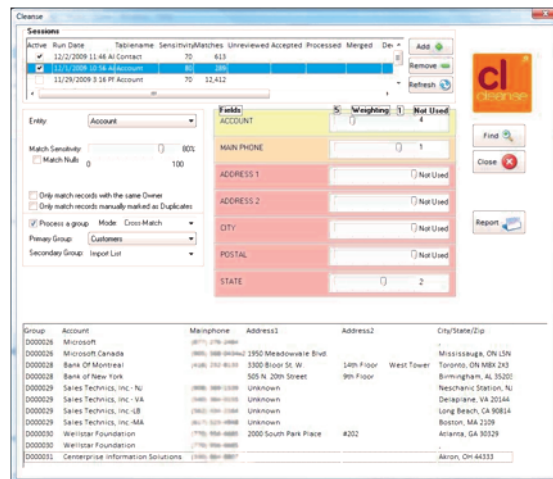 Cleanse
Sessions
Active Run Date Tablename Sensitivity Matches Unreviewed Accepted Processed Merged
12/2/2009 11:46 AM Contact 70 613
12/1/2009 10:56 AM Account 80 289
11/29/2009 3:16 PM Account 70 12,412
Add
Remove
Refresh
cl
cleanse
Find
Close
Report
Entity Account
Match Sensitivity 80%
Match Nulls 0 100
Only match records with the same Owner
Only match records manually marked as Duplicates
Process a group Mode Cross-Match
Primary Group: Customers
Secondary Group: Import List
Fields 5 Weighting 1 Not Used
ACCOUNT 4
MAIN PHONE 1
ADDRESS 1 Not Used
ADDRESS 2 Not Used
CITY Not Used
POSTAL Not Used
STATE 2
Group Account Mainphone Address1 Address2 City/State/Zip
D000026 Microsoft ,
D000026 Microsoft Canada 1950 Meadowvale Blvd. Mississauga, ON L5N
D000028 Bank Of Montreal 3300 Bloor St. W. 14th Floor West Tower Toronto, ON M8X 2X3
D000028 Bank of New York 505 N. 20th Street 9th Floor Birmingham, AL 35203
D000029 Sales Technics, Inc.- NJ Unknown Neschanic Station, NJ
D000029 Sales Technics, Inc.- VA Unknown Delaplane, VA 20144
D000029 Sales Technics, Inc.-LB Unknown Long Beach, CA 90814
D000029 Sales Technics, Inc.-MA Unknown Boston, MA 2109
D000030 Wellstar Foundation 2000 South Park Place #202 Atlanta, GA 30329
D000030 Wellstar Foundation ,
D000031 Centerprise Information Solutions Akron, OH 44333